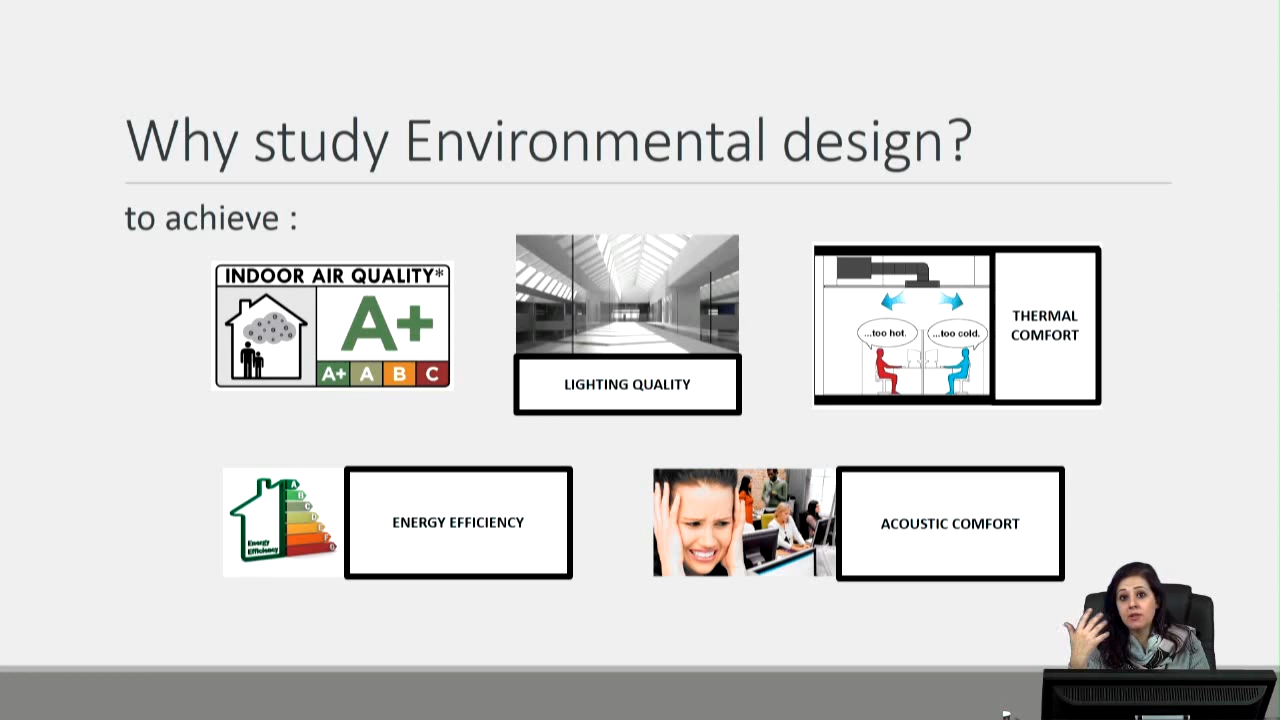 Why study Environmental design?
to achieve :
INDOOR AIR QUALITY*
A+
A+ A B C
LIGHTING QUALITY
...too hot.
...too cold.
THERMAL
COMFORT
A
B
C
D
E
F
G
Energy
Efficiency
ENERGY EFFICIENCY
ACOUSTIC COMFORT